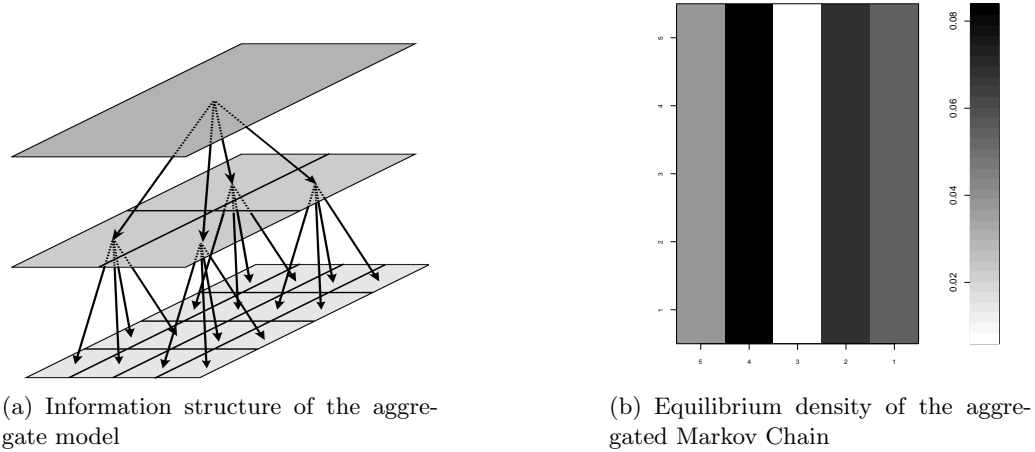 5
4
3
2
1
5 4 3 2 1
0.08
0.06
0.04
0.02
(a) Information structure of the aggre-
gate model
(b) Equilibrium density of the aggre-
gated Markov Chain